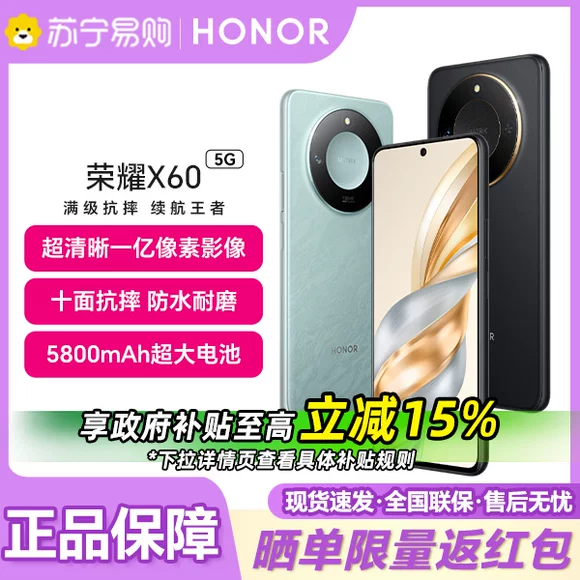 苏宁易购 HONOR
荣耀X60 5G
满级抗摔 续航王者
超清晰一亿像素影像
十面抗摔 防水耐磨
5800mAh超大电池
HONOR
HONOR
享政府补贴至高 立减15%
*下拉详情页查看具体补贴规则
正品保障
现货速发·全国联保·售后无忧
晒单限量返红包